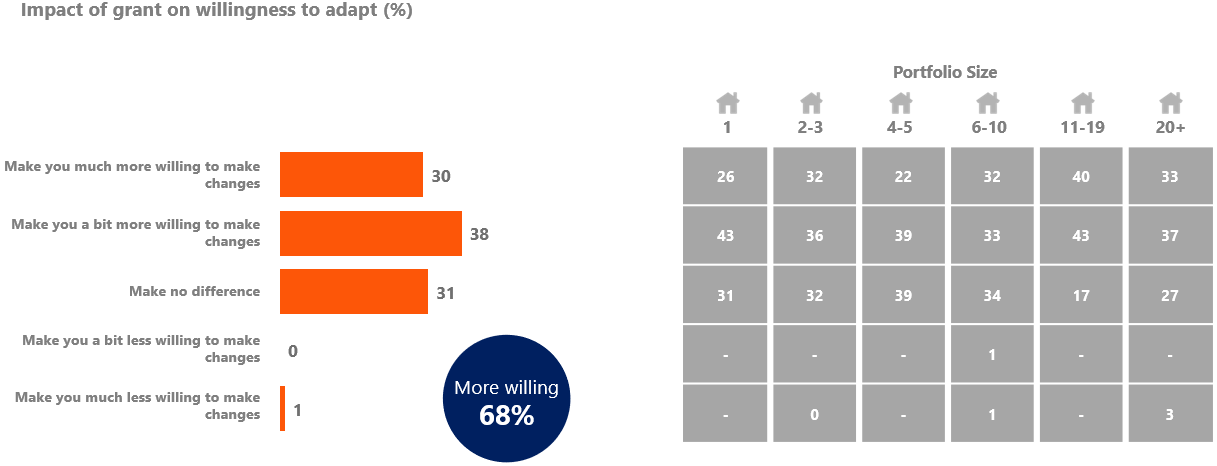 Impact of grant on willingness to adapt (%)
Portfolio Size
1 2-3 4-5 6-10 11-19 20+
Make you much more willing to make
changes
30
26 32 22 32 40 33
Make you a bit more willing to make
changes
38
43 36 39 33 43 37
Make no difference
31
31 32 39 34 17 27
Make you a bit less willing to make
changes
0
- - - 1 - -
Make you much less willing to make
changes
1
- 0 - 1 - 3
More willing
68%